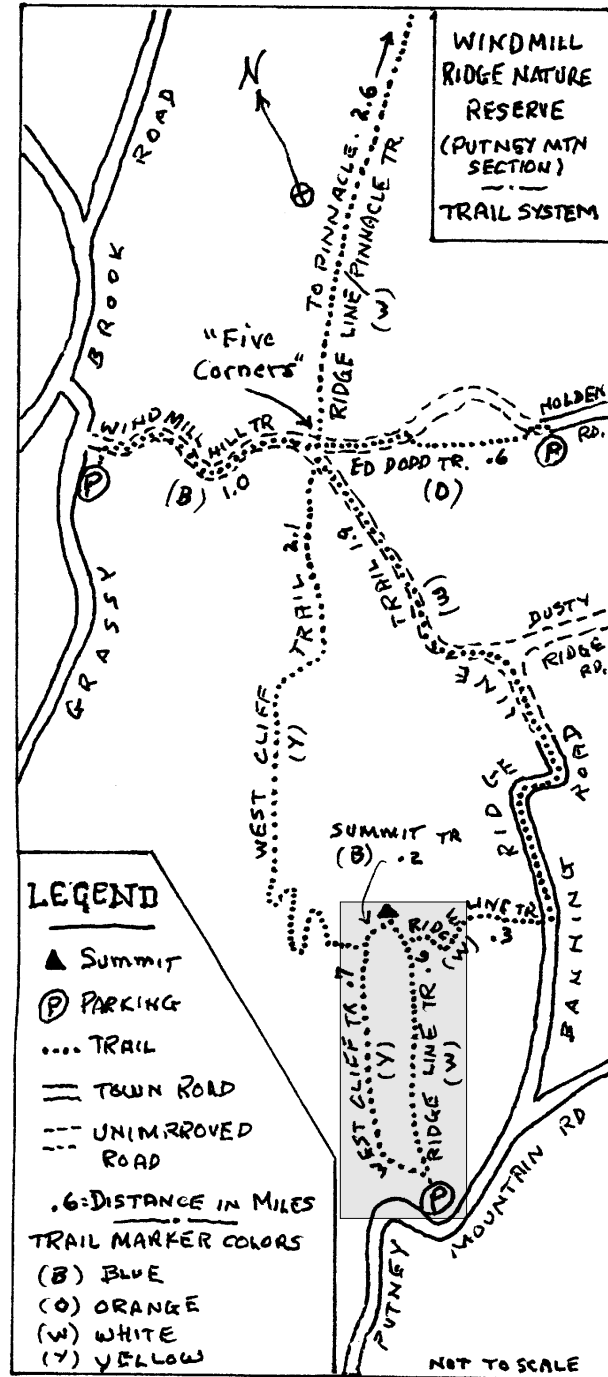 WINDMILL
RIDGE NATURE
RESERVE
(PUTNEY MTN
SECTION)
TRAIL SYSTEM
N
GRASSY BROOK ROAD
TO PINNACLE . 2.6
RIDGE LINE/PINNACLE TR.
(W)
"Five
Corners"
WINDMILL HILL TR
(B) 1.0
P
HOLDEN
RD.
ED DODD TR. .6
(O)
P
TRAIL 2.1
WEST CLIFF
(Y)
RIDGE LINE TRAIL 1.9
(W)
DUSTY
RIDGE
RD.
BANNING ROAD
SUMMIT TR
(B) .2
RIDGE LINE TR
(W) .3
WEST CLIFF TR .7
(Y)
RIDGE LINE TR .6
(W)
P
PUTNEY MOUNTAIN RD
LEGEND
SUMMIT
P PARKING
TRAIL
TOWN ROAD
UNIMPROVED
ROAD
.6=DISTANCE IN MILES
TRAIL MARKER COLORS
(B) BLUE
(O) ORANGE
(W) WHITE
(Y) YELLOW
NOT TO SCALE